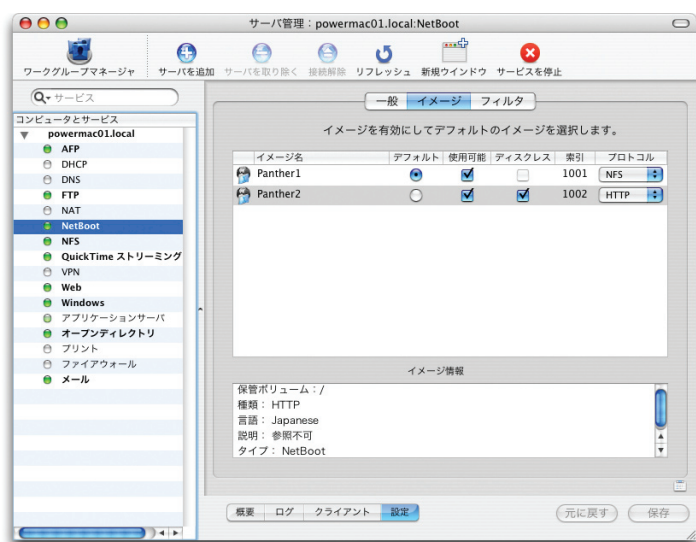 サーバ管理：powermac01.local:NetBoot
ワークグループマネージャ サーバを追加 サーバを取り除く 接続解除 リフレッシュ 新規ウインドウ サービスを停止
サービス
コンピュータとサービス
powermac01.local
AFP
DHCP
DNS
FTP
NAT
NetBoot
NFS
QuickTime ストリーミング
VPN
Web
Windows
アプリケーションサーバ
オープンディレクトリ
プリント
ファイアウォール
メール
一般 イメージ フィルタ
イメージを有効にしてデフォルトのイメージを選択します。
イメージ名 デフォルト 使用可能 ディスクレス 索引 プロトコル
Panther1 1001 NFS
Panther2 1002 HTTP
イメージ情報
保管ボリューム：/
種類： HTTP
言語： Japanese
説明： 参照不可
タイプ： NetBoot
概要 ログ クライアント 設定
元に戻す 保存